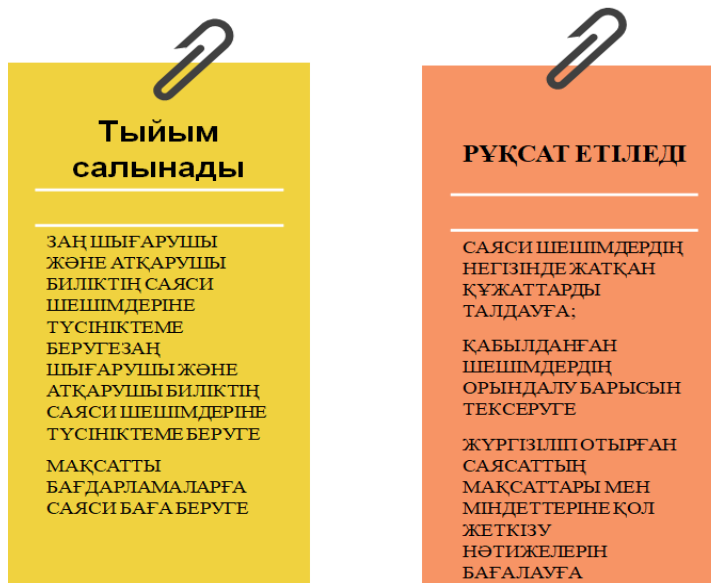 Тыйым
салынады
ЗАҢ ШЫҒАРУШЫ
ЖӘНЕ АТҚАРУШЫ
БИЛІКТІҢ САЯСИ
ШЕШІМДЕРІНЕ
ТҮСІНІКТЕМЕ
БЕРУГЕЗАҢ
ШЫҒАРУШЫ ЖӘНЕ
АТҚАРУШЫ БИЛІКТІҢ
САЯСИ ШЕШІМДЕРІНЕ
ТҮСІНІКТЕМЕ БЕРУГЕ
МАҚСАТТЫ
БАҒДАРЛАМАЛАРҒА
САЯСИ БАҒА БЕРУГЕ
РҰҚСАТ ЕТІЛЕДІ
САЯСИ ШЕШІМДЕРДІҢ
НЕГІЗІНДЕ ЖАТҚАН
ҚҰЖАТТАРДЫ
ТАЛДАУҒА;
ҚАБЫЛДАНҒАН
ШЕШІМДЕРДІҢ
ОРЫНДАЛУ БАРЫСЫН
ТЕКСЕРУГЕ
ЖҮРГІЗІЛІП ОТЫРҒАН
САЯСАТТЫҢ
МАҚСАТТАРЫ МЕН
МІНДЕТТЕРІНЕ ҚОЛ
ЖЕТКІЗУ
НӘТИЖЕЛЕРІН
БАҒАЛАУҒА